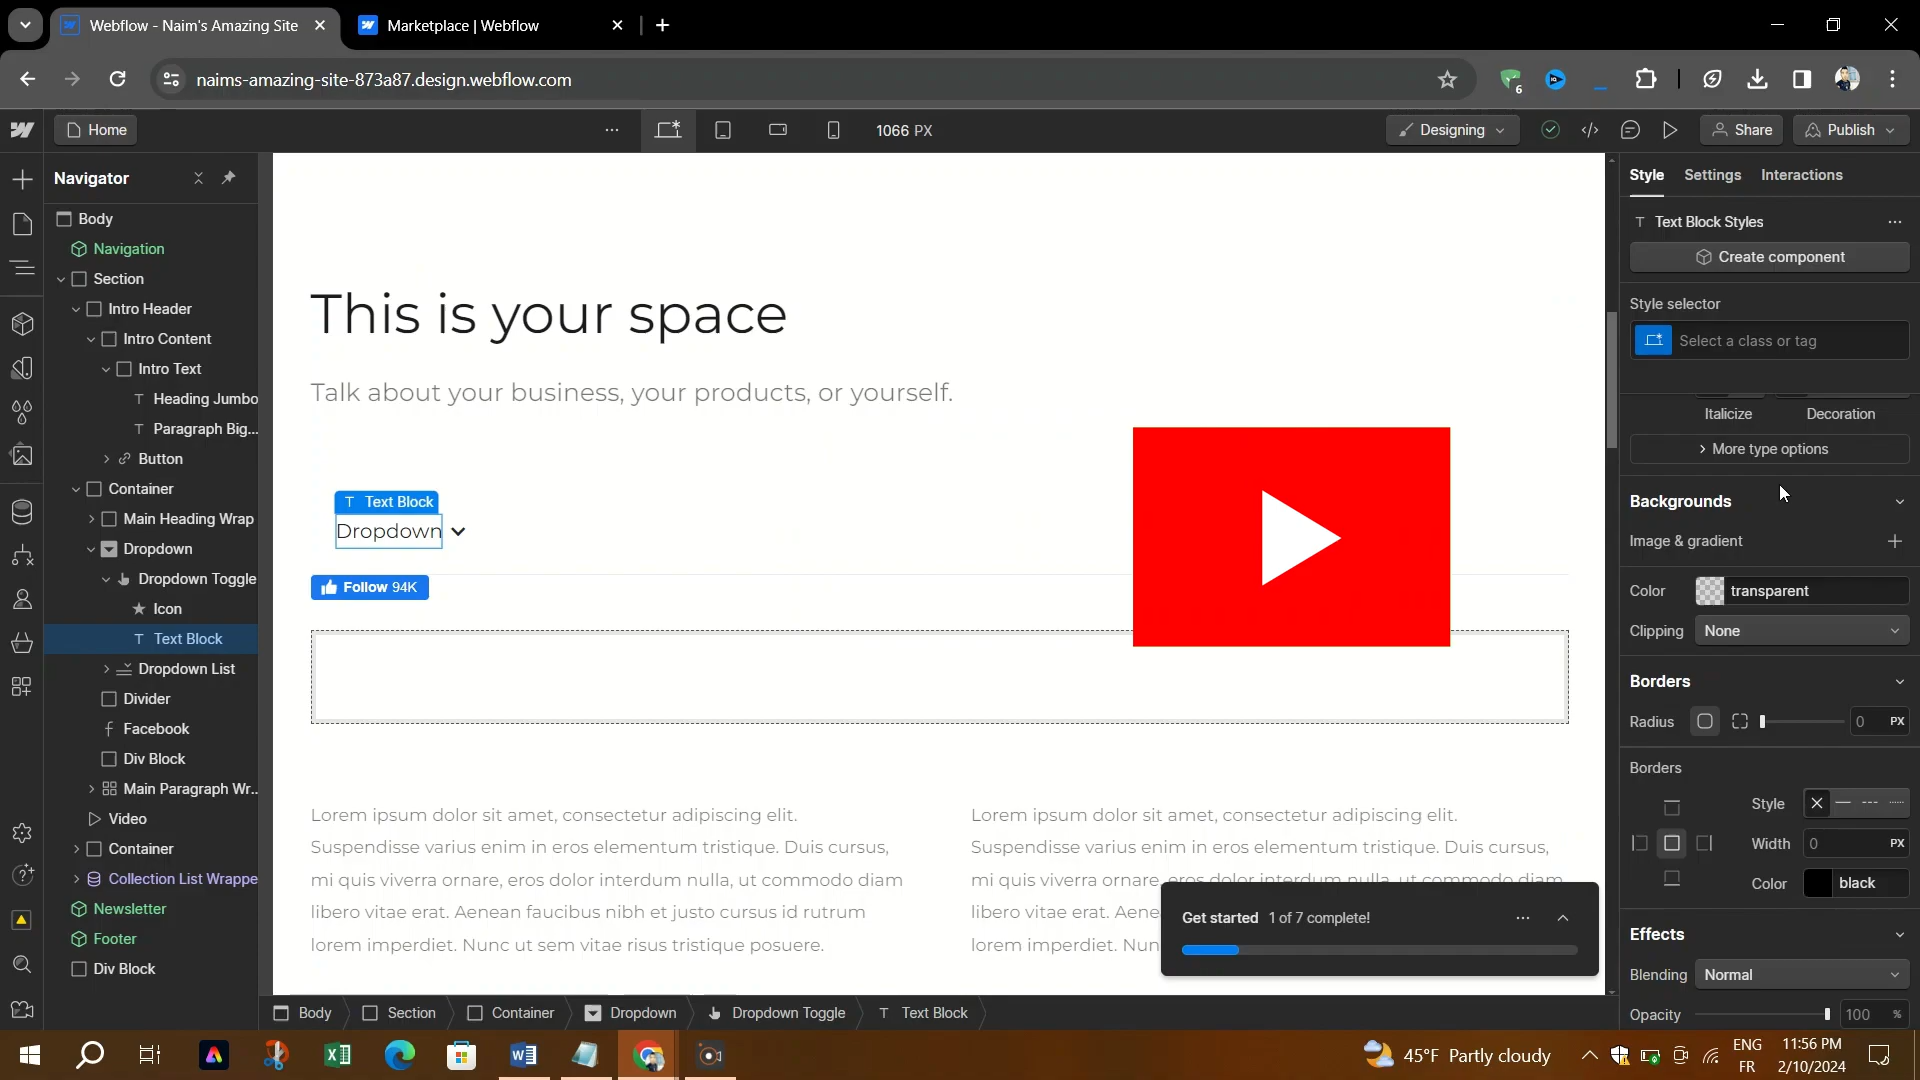 Webflow - Naim's Amazing Site
Marketplace | Webflow
naims-amazing-site-873a87.design.webflow.com
6
Home
1066 PX
Designing
Share
Publish
Navigator
Body
Navigation
Section
Intro Header
Intro Content
Intro Text
Heading Jumbo
Paragraph Big...
Button
Container
Main Heading Wrap
Dropdown
Dropdown Toggle
Icon
Text Block
Dropdown List
Divider
Facebook
Div Block
Main Paragraph Wr...
Video
Container
Collection List Wrappe
Newsletter
Footer
Div Block
This is your space
Talk about your business, your products, or yourself.
Text Block
Dropdown
Follow 94K
Lorem ipsum dolor sit amet, consectetur adipiscing elit.
Suspendisse varius enim in eros elementum tristique. Duis cursus,
mi quis viverra ornare, eros dolor interdum nulla, ut commodo diam
libero vitae erat. Aenean faucibus nibh et justo cursus id rutrum
lorem imperdiet. Nunc ut sem vitae risus tristique posuere.
Lorem ipsum dolor sit amet, consectetur adipiscing elit.
Suspendisse varius enim in eros elementum tristique. Duis cursus,
mi quis viverra ornare, eros dolor interdum nulla, ut commodo diam
libero vitae erat. Aene
lorem imperdiet. Nun
Get started 1 of 7 complete!
Style Settings Interactions
Text Block Styles
Create component
Style selector
Select a class or tag
Italicize Decoration
More type options
Backgrounds
Image & gradient
Color transparent
Clipping None
Borders
Radius 0 PX
Borders
Style
Width 0 PX
Color black
Effects
Blending Normal
Opacity 100 %
Body Section Container Dropdown Dropdown Toggle Text Block
45°F Partly cloudy
ENG
FR
11:56 PM
2/10/2024